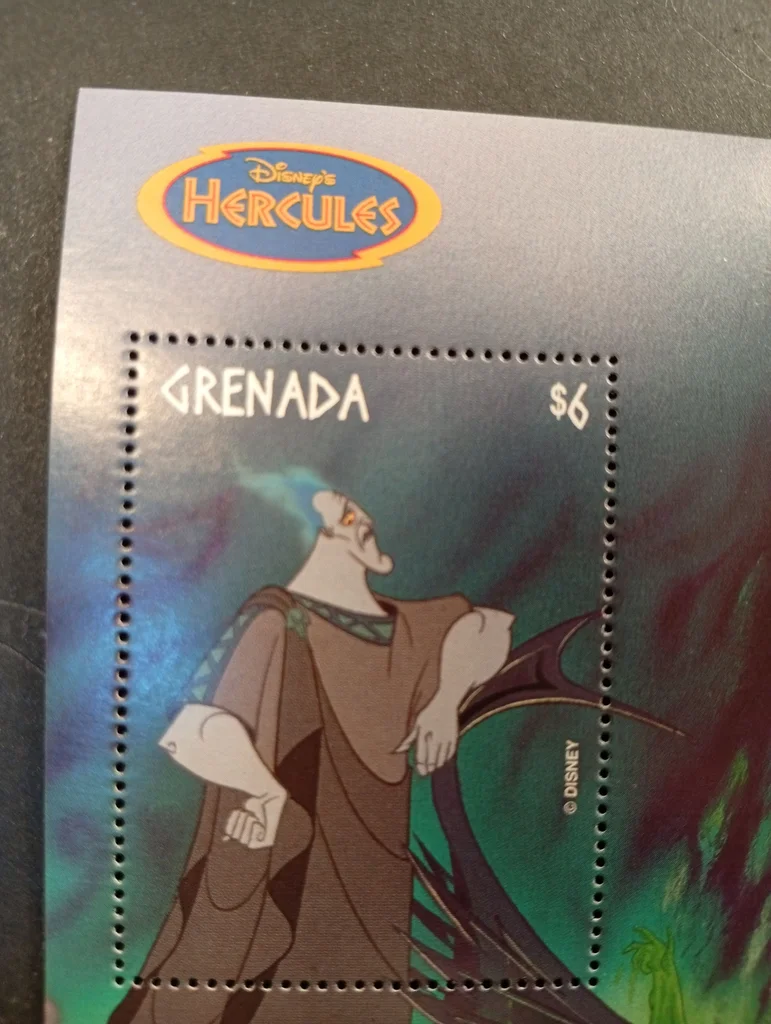 Disney's
HERCULES
GRENADA
$6
© DISNEY